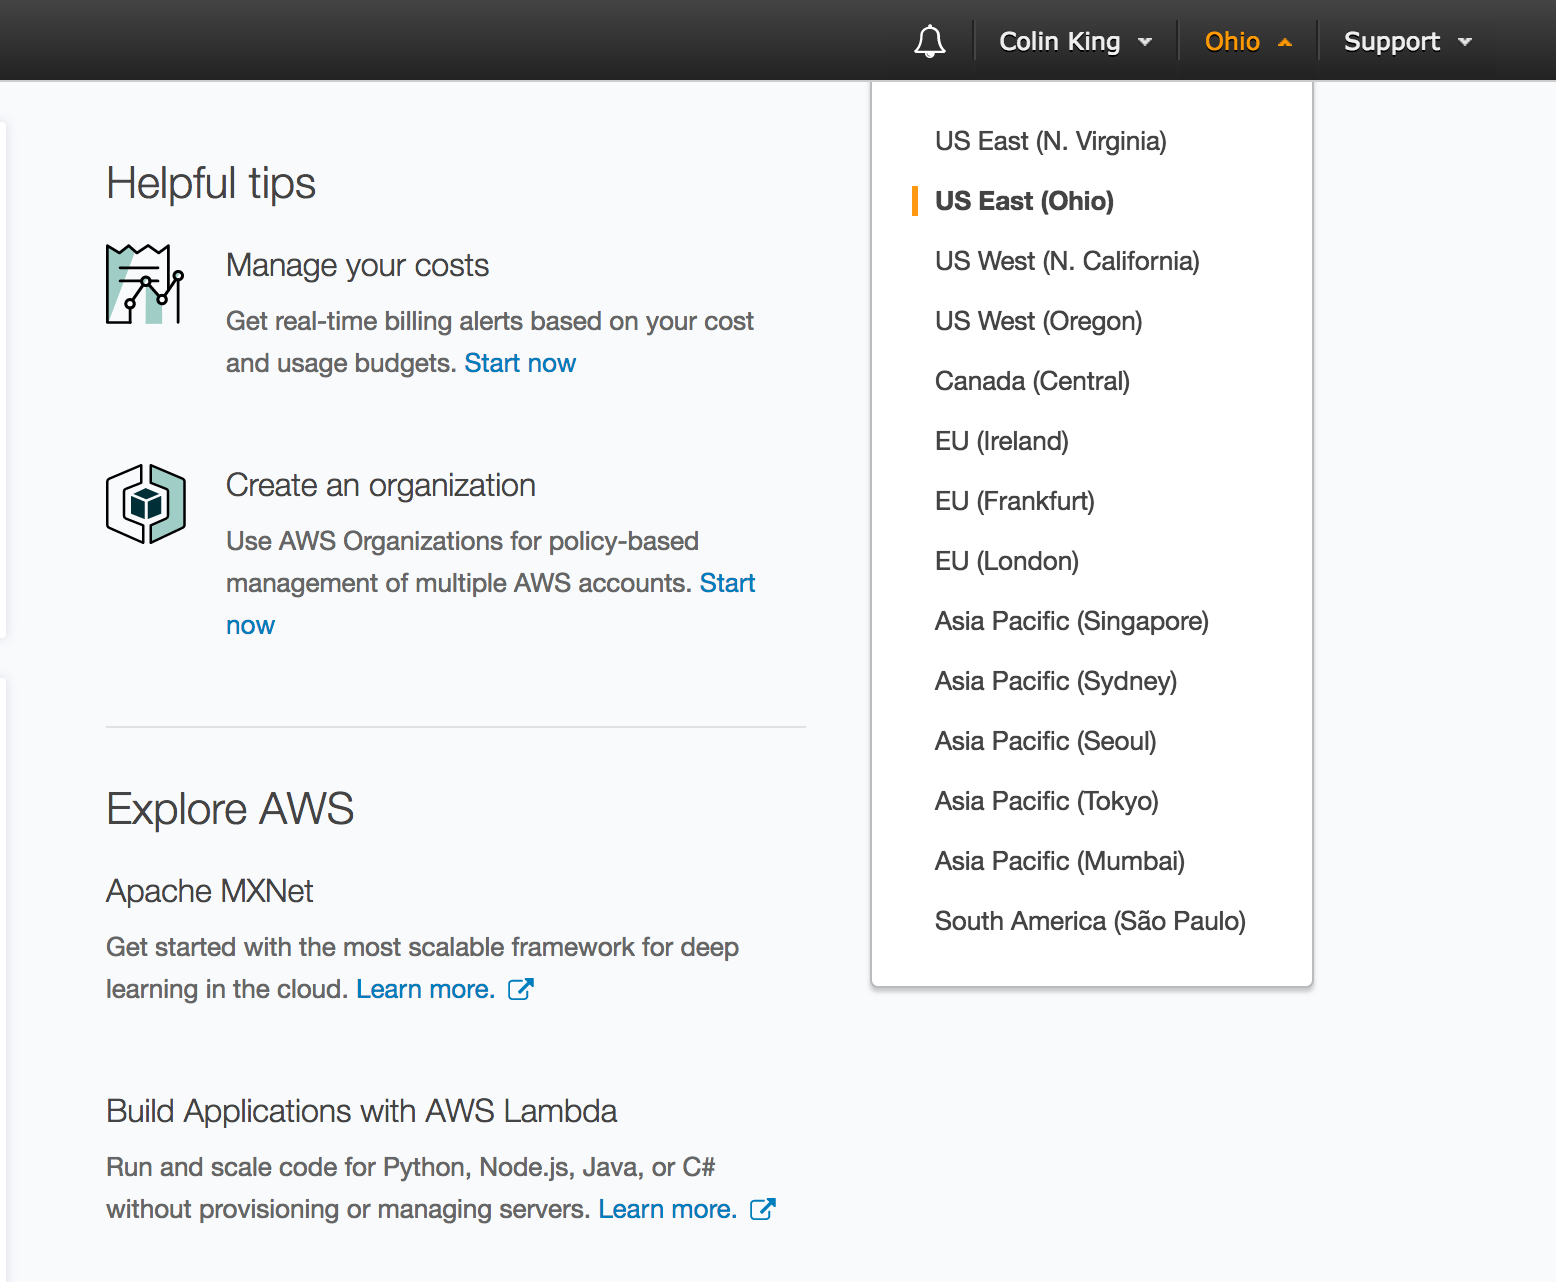 Colin King
Ohio
Support
US East (N. Virginia)
US East (Ohio)
US West (N. California)
US West (Oregon)
Canada (Central)
EU (Ireland)
EU (Frankfurt)
EU (London)
Asia Pacific (Singapore)
Asia Pacific (Sydney)
Asia Pacific (Seoul)
Asia Pacific (Tokyo)
Asia Pacific (Mumbai)
South America (São Paulo)
Helpful tips
Manage your costs
Get real-time billing alerts based on your cost
and usage budgets. Start now
Create an organization
Use AWS Organizations for policy-based
management of multiple AWS accounts. Start
now
Explore AWS
Apache MXNet
Get started with the most scalable framework for deep
learning in the cloud. Learn more.
Build Applications with AWS Lambda
Run and scale code for Python, Node.js, Java, or C#
without provisioning or managing servers. Learn more.